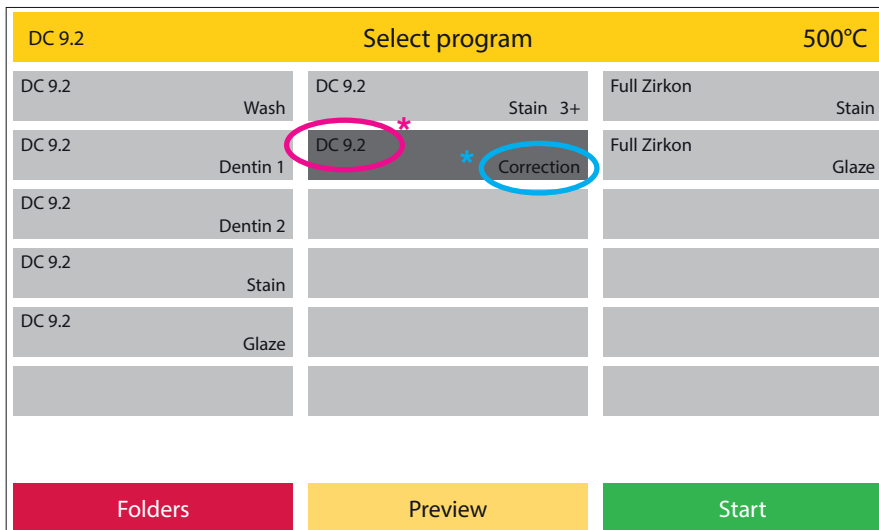 DC 9.2 Select program 500°C
DC 9.2
Wash
DC 9.2
Dentin 1
DC 9.2
Dentin 2
DC 9.2
Stain
DC 9.2
Glaze
DC 9.2
Stain 3+
*
DC 9.2
* Correction
Full Zirkon
Stain
Full Zirkon
Glaze
Folders Preview Start